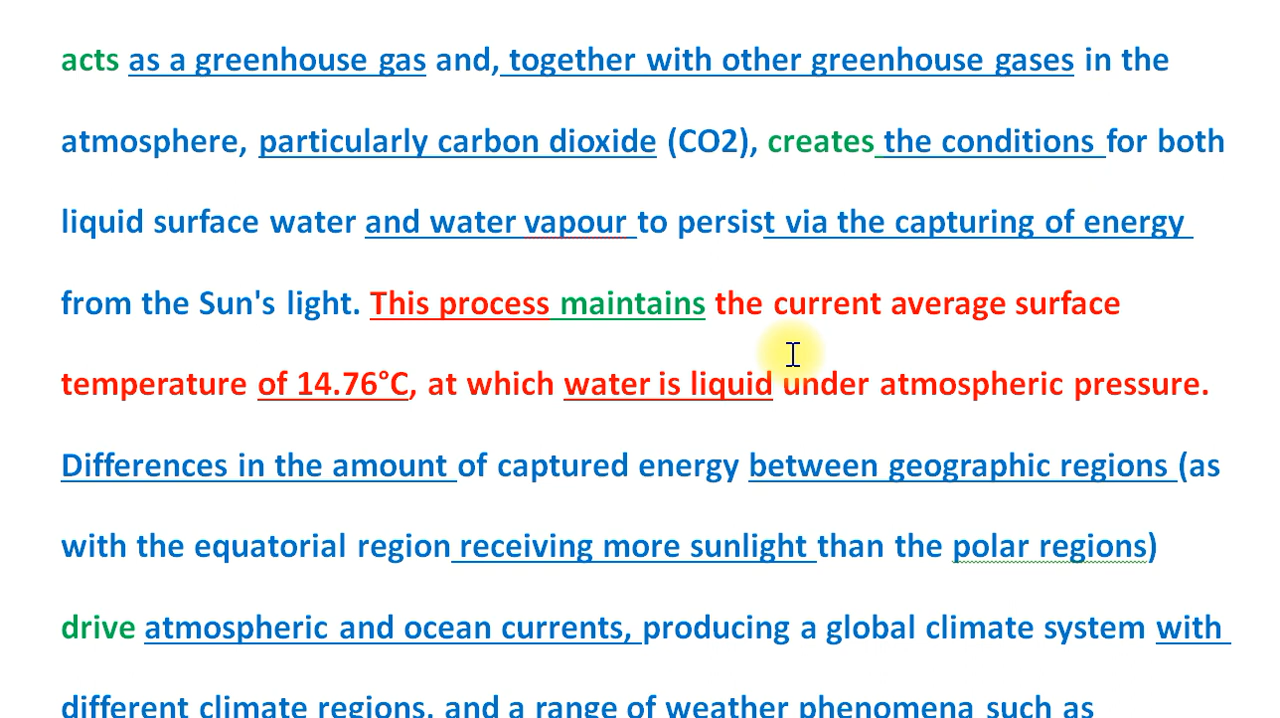 acts as a greenhouse gas and, together with other greenhouse gases in the
atmosphere, particularly carbon dioxide (CO2), creates the conditions for both
liquid surface water and water vapour to persist via the capturing of energy
from the Sun's light. This process maintains the current average surface
temperature of 14.76°C, at which water is liquid under atmospheric pressure.
Differences in the amount of captured energy between geographic regions (as
with the equatorial region receiving more sunlight than the polar regions)
drive atmospheric and ocean currents, producing a global climate system with
different climate regions, and a range of weather phenomena such as